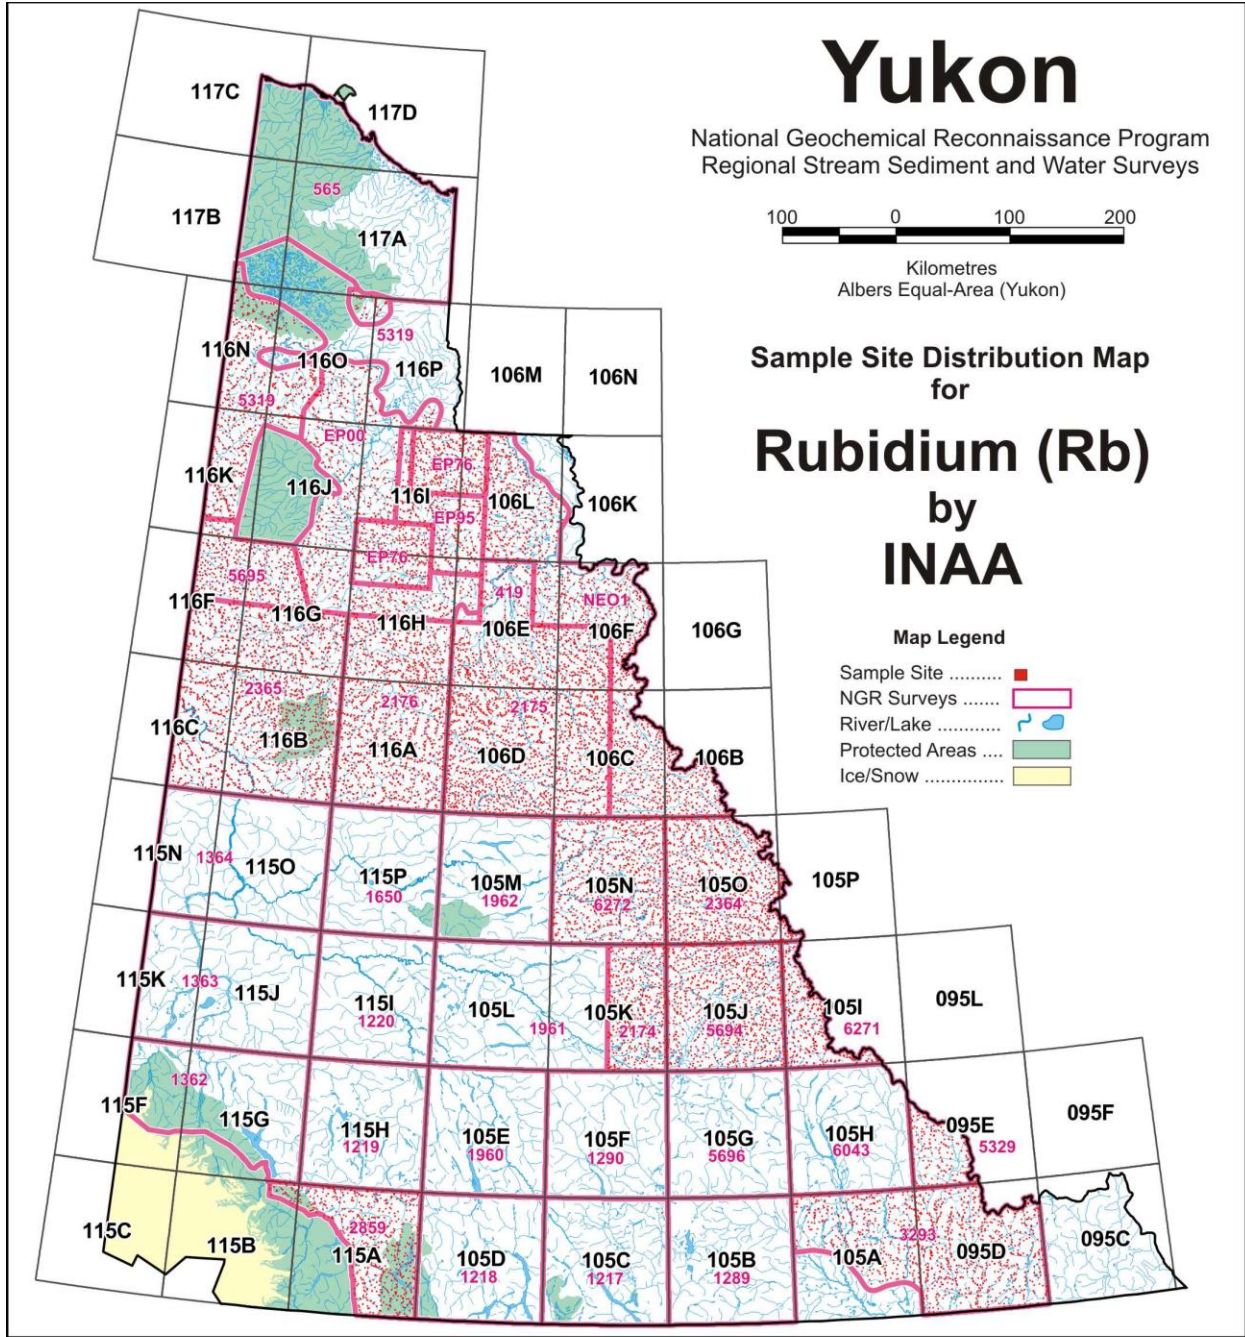 Yukon
National Geochemical Reconnaissance Program
Regional Stream Sediment and Water Surveys
100 0 100 200
Kilometres
Albers Equal-Area (Yukon)
Sample Site Distribution Map
for
Rubidium (Rb)
by
INAA
Map Legend
Sample Site ..........
NGR Surveys .......
River/Lake ............
Protected Areas ....
Ice/Snow ...............
117C
117D
565
117B
117A
5319
116N
116O
116P
106M
106N
5319
EP00
EP76
116K
116J
116I
106L
106K
EP95
EP76
5695
419
NEO1
116F
116G
116H
106E
106F
106G
2365
2176
2175
116C
116B
116A
106D
106C
106B
115N
1364
115O
115P
1650
105M
1962
105N
6272
105O
2364
105P
115K
1363
115J
115I
1220
105L
1961
105K
2174
105J
5694
105I
6271
095L
1362
115F
115G
115H
1219
105E
1960
105F
1290
105G
5696
105H
6043
095E
5329
095F
115C
115B
2859
115A
105D
1218
105C
1217
105B
1289
105A
3293
095D
095C